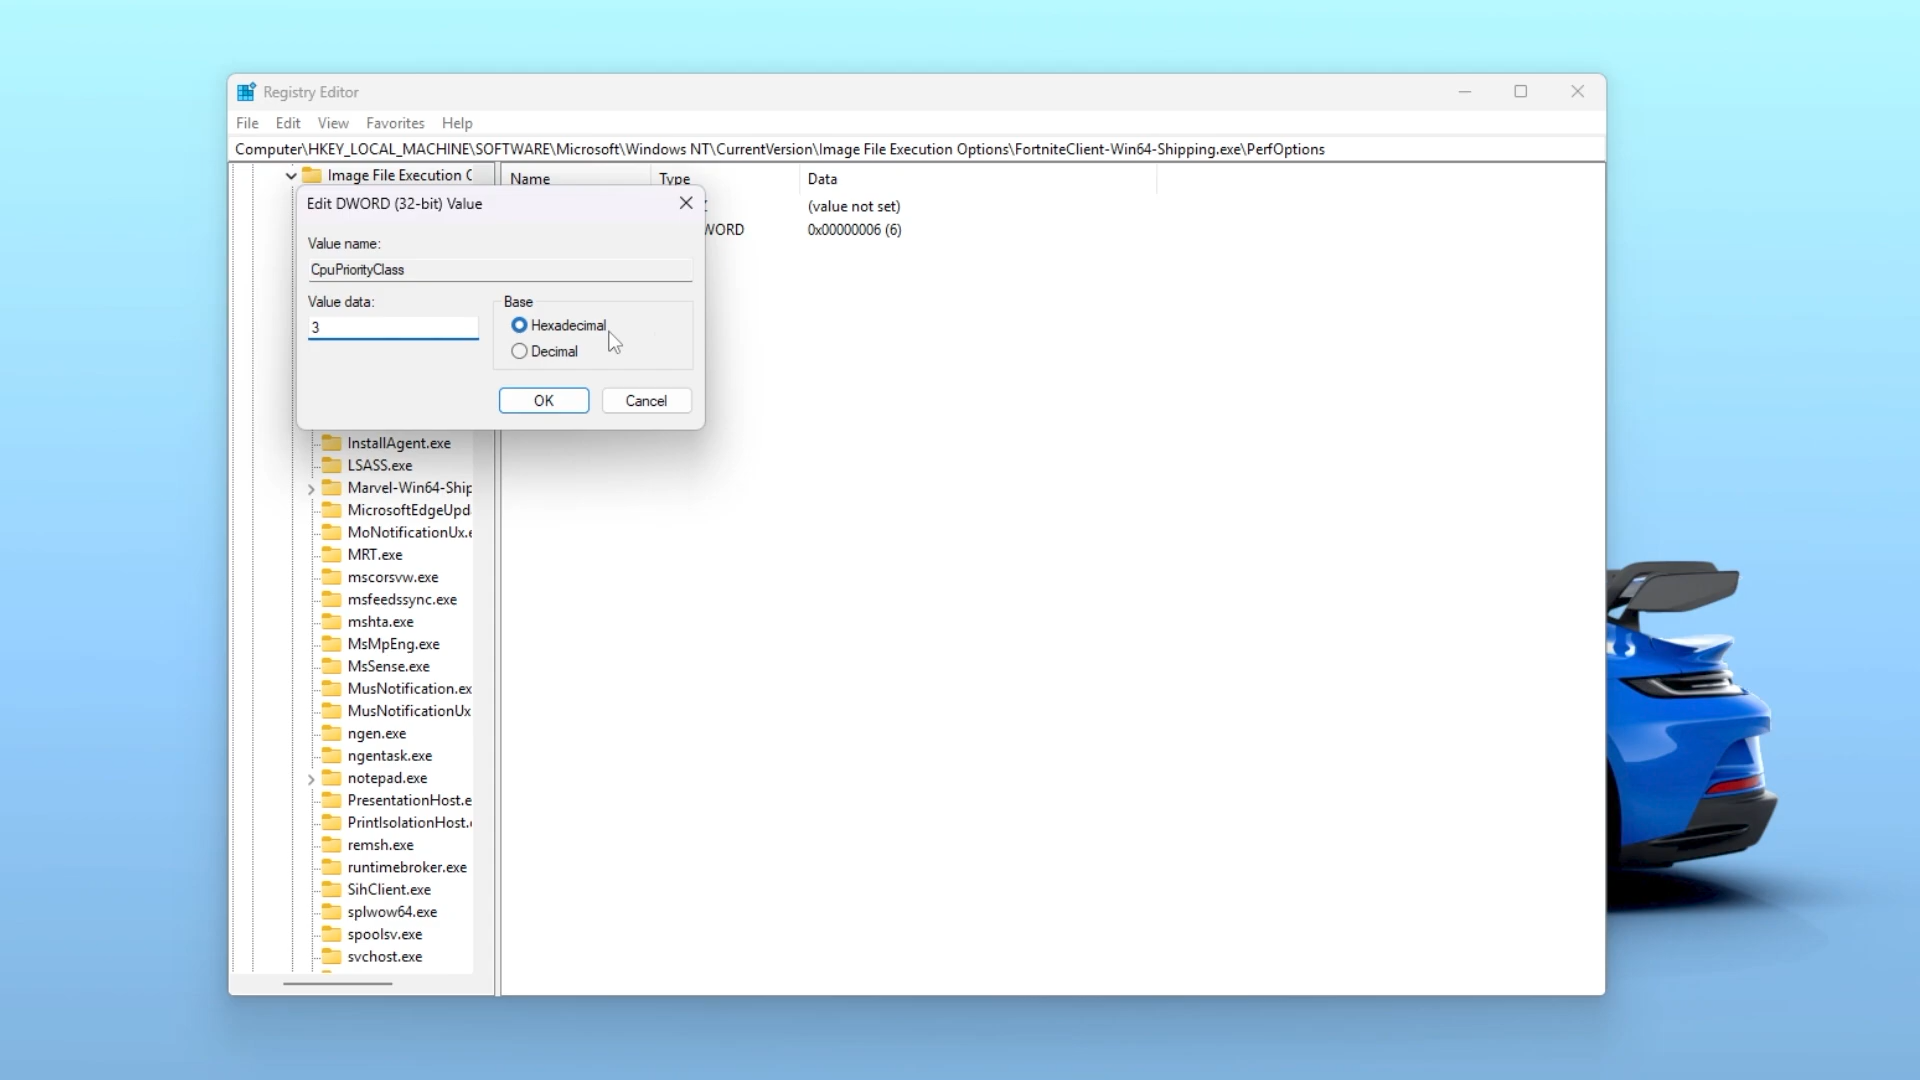 Registry Editor
File Edit View Favorites Help
Computer\HKEY_LOCAL_MACHINE\SOFTWARE\Microsoft\Windows NT\CurrentVersion\Image File Execution Options\FortniteClient-Win64-Shipping.exe\PerfOptions
Image File Execution O
Name Type Data
(value not set)
WORD 0x00000006 (6)
Edit DWORD (32-bit) Value
Value name:
CpuPriorityClass
Value data:
3
Base
Hexadecimal
Decimal
OK Cancel
InstallAgent.exe
LSASS.exe
Marvel-Win64-Ship
MicrosoftEdgeUpd
MoNotificationUx.e
MRT.exe
mscorsvw.exe
msfeedssync.exe
mshta.exe
MsMpEng.exe
MsSense.exe
MusNotification.ex
MusNotificationUx
ngen.exe
ngentask.exe
notepad.exe
PresentationHost.e
PrintIsolationHost.
remsh.exe
runtimebroker.exe
SihClient.exe
splwow64.exe
spoolsv.exe
svchost.exe